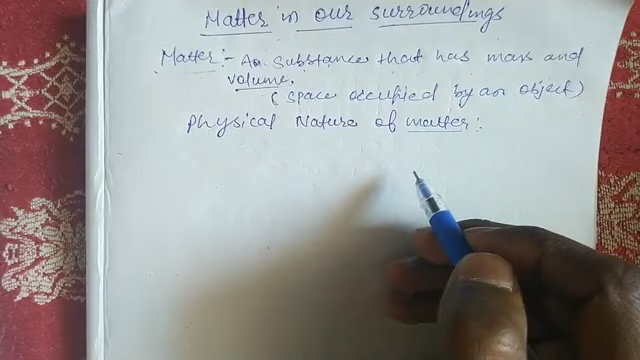 Matter in our surroundings
Matter :- An Substance that has mass and
volume.
( space occupied by an object)
Physical Nature of matter :